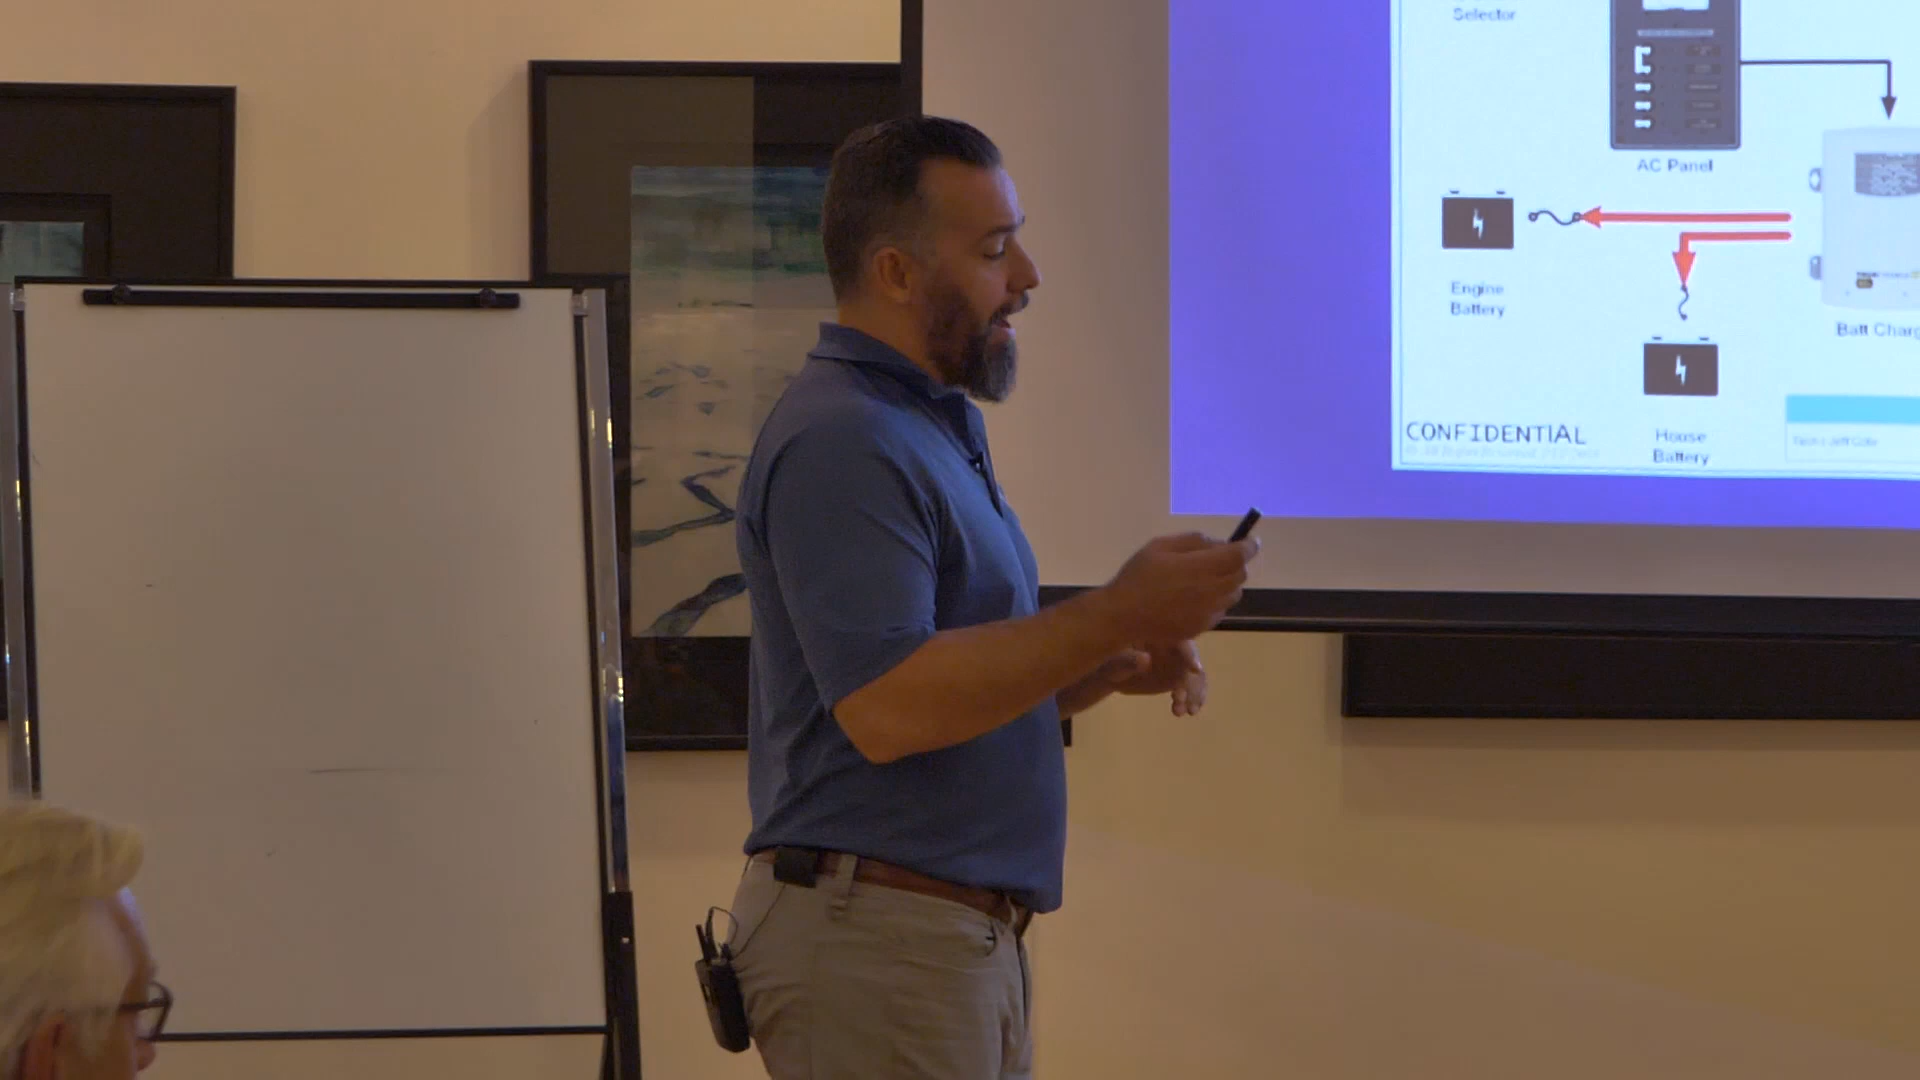 Selector
AC Panel
Engine
Battery
Batt Charg
CONFIDENTIAL
House
Battery